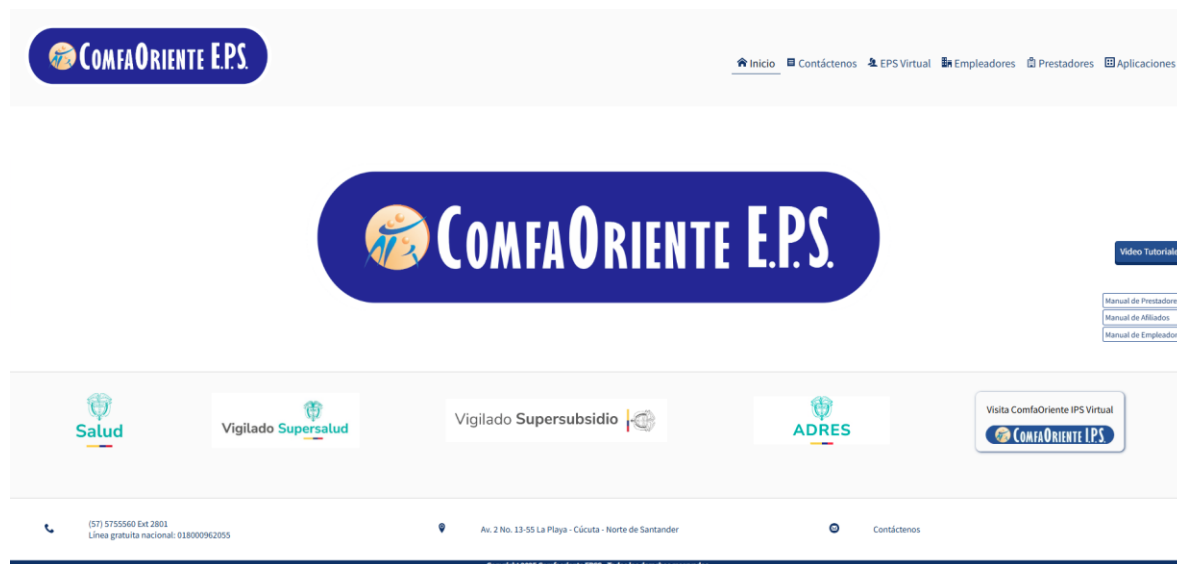 COMFAORIENTE E.P.S.
Inicio Contáctenos EPS Virtual Empleadores Prestadores Aplicaciones
COMFAORIENTE E.P.S.
Video Tutoriale
Manual de Prestadore
Manual de Afiliados
Manual de Empleador
Salud
Vigilado Supersalud
Vigilado Supersubsidio
ADRES
Visita ComfaOriente IPS Virtual
COMFAORIENTE I.P.S.
(57) 5755560 Ext 2801
Línea gratuita nacional: 018000962055
Av. 2 No. 13-55 La Playa - Cúcuta - Norte de Santander
Contáctenos